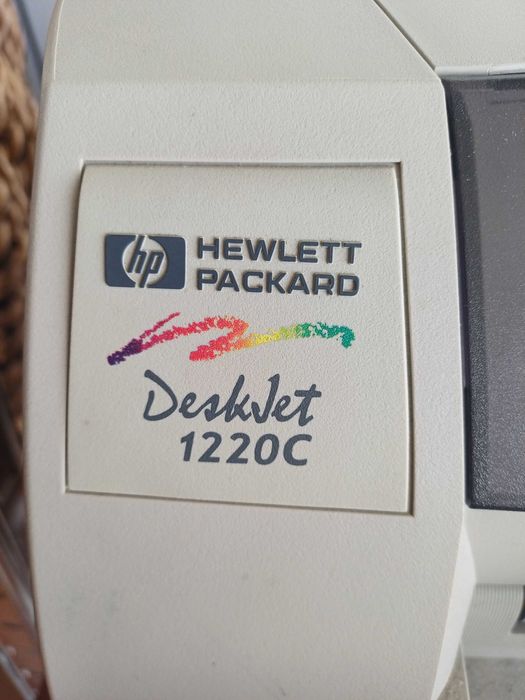 hp HEWLETT
PACKARD
DeskJet
1220C